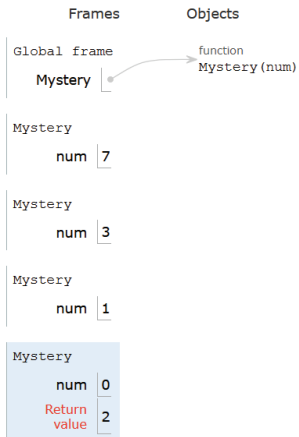 Frames Objects
Global frame
function
Mystery(num)
Mystery
Mystery
num 7
Mystery
num 3
Mystery
num 1
Mystery
num 0
Return
value 2